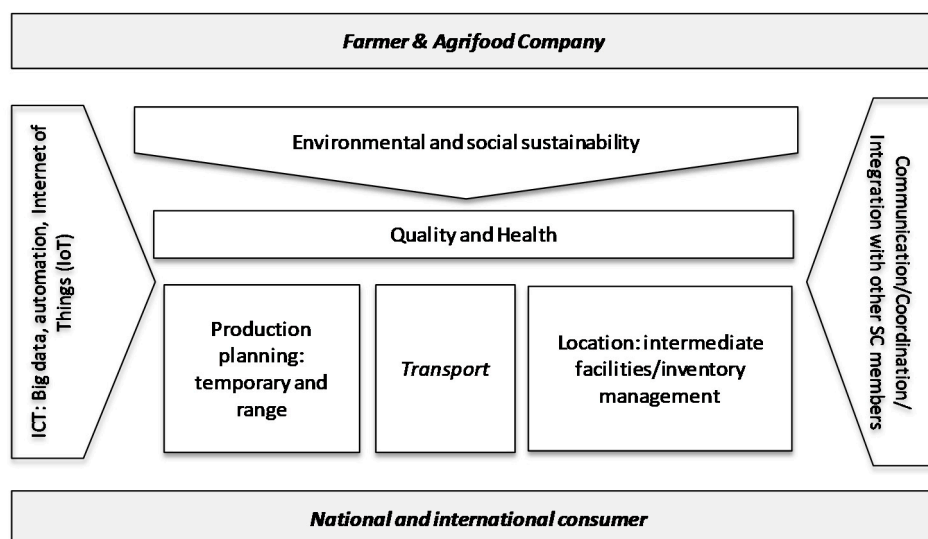 Farmer & Agrifood Company
ICT: Big data, automation, Internet of
Things (IoT)
Environmental and social sustainability
Quality and Health
Production
planning:
temporary and
range
Transport
Location: intermediate
facilities/inventory
management
Communication/Coordination/
Integration with other SC members
National and international consumer